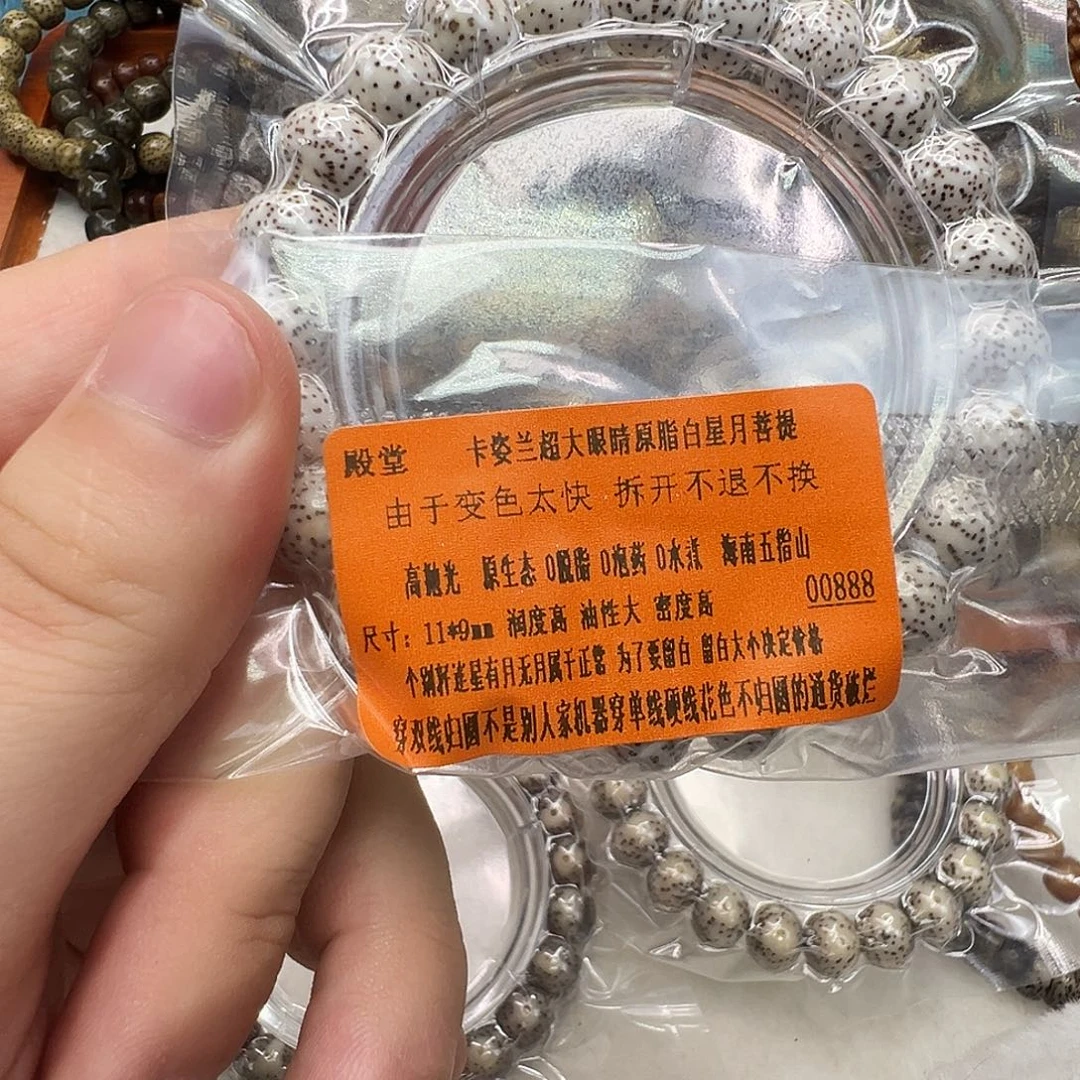 殿堂 卡姿兰超大眼睛原脂白星月菩提
由于变色太快 拆开不退不换
高抛光 原生态 0脱脂 0泡药 0水煮 海南五指山
00888
尺寸: 11*9mm 润度高 油性大 密度高
个别籽连星有月无月属于正常 为了要留白 留白大小决定价格
穿双线归圆不是别人家机器穿单线硬线花色不归圆的通货破烂